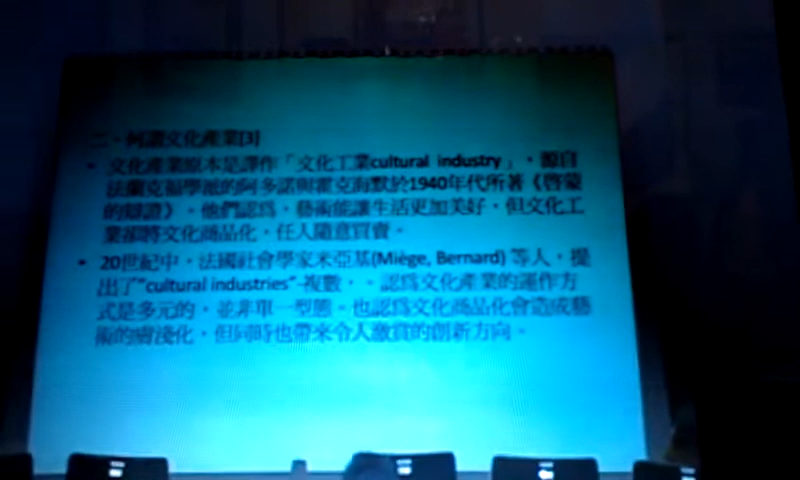 二、何謂文化產業[3]
• 文化產業原本是譯作「文化工業cultural industry」，源自
法蘭克福學派的阿多諾與霍克海默於1940年代所著《啓蒙
的辯證》。他們認為，藝術能讓生活更加美好，但文化工
業卻將文化商品化，任人隨意買賣。
• 20世紀中，法國社會學家米亞基(Miège, Bernard) 等人，提
出了"cultural industries" 複數，、認為文化產業的運作方
式是多元的，並非單一型態。也認為文化商品化會造成藝
術的膚淺化，但同時也帶來令人激賞的創新方向。